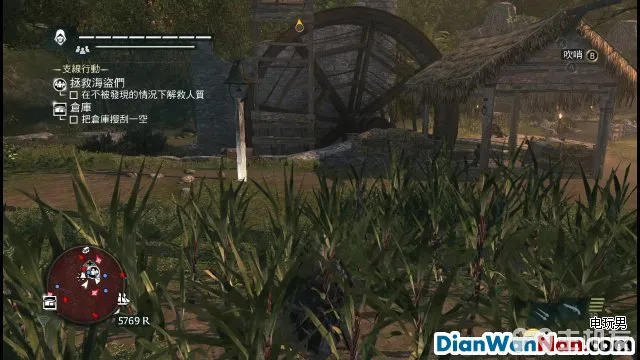 支線行動
拯救海盜們
在不被發現的情況下解救人質
倉庫
把倉庫搜刮一空
吹哨 B
5769 R
电玩男
DianWanNan.com